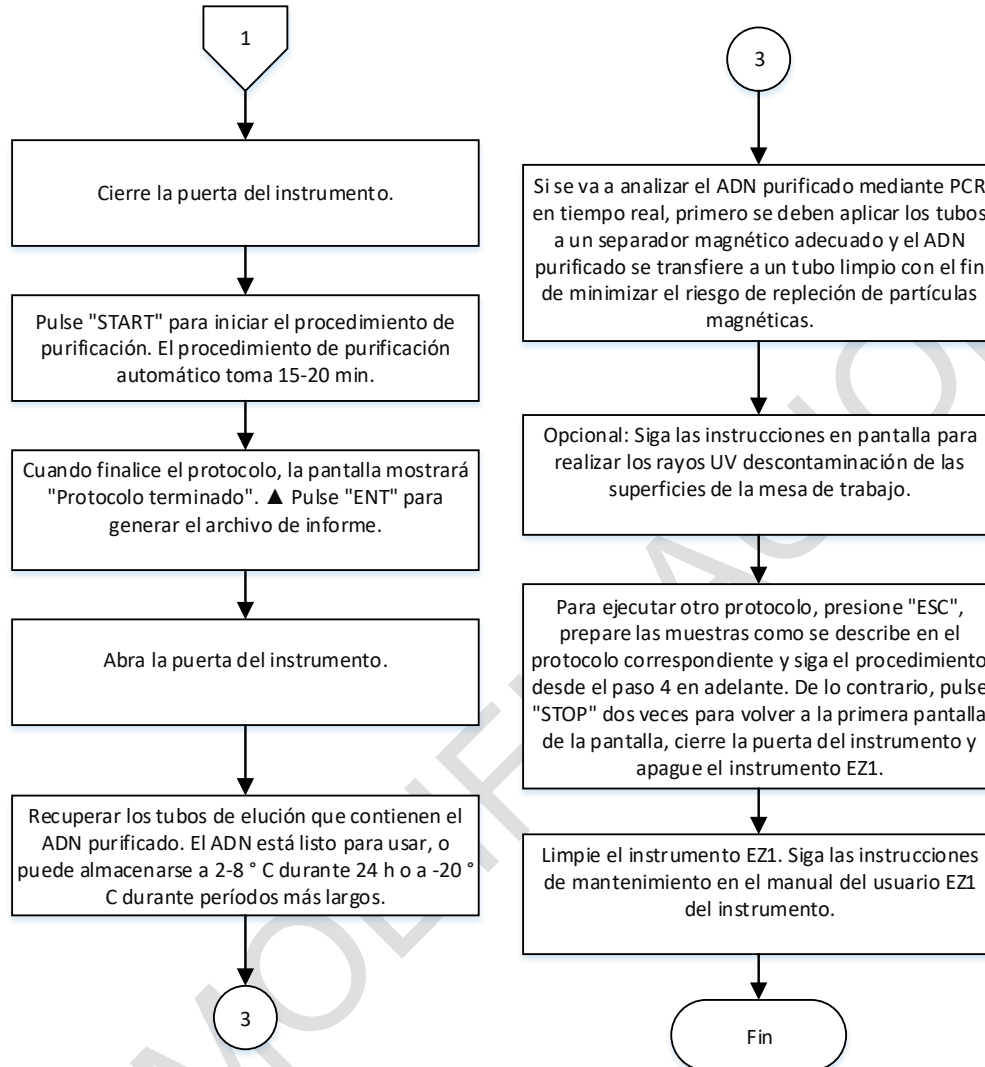 1
Cierre la puerta del instrumento.
Pulse "START" para iniciar el procedimiento de
purificación. El procedimiento de purificación
automático toma 15-20 min.
Cuando finalice el protocolo, la pantalla mostrará
"Protocolo terminado". ▲ Pulse "ENT" para
generar el archivo de informe.
Abra la puerta del instrumento.
Recuperar los tubos de elución que contienen el
ADN purificado. El ADN está listo para usar, o
puede almacenarse a 2-8 ° C durante 24 h o a -20 °
C durante períodos más largos.
3
3
Si se va a analizar el ADN purificado mediante PCR
en tiempo real, primero se deben aplicar los tubos
a un separador magnético adecuado y el ADN
purificado se transfiere a un tubo limpio con el fin
de minimizar el riesgo de repleción de partículas
magnéticas.
Opcional: Siga las instrucciones en pantalla para
realizar los rayos UV descontaminación de las
superficies de la mesa de trabajo.
Para ejecutar otro protocolo, presione "ESC",
prepare las muestras como se describe en el
protocolo correspondiente y siga el procedimiento
desde el paso 4 en adelante. De lo contrario, pulse
"STOP" dos veces para volver a la primera pantalla
de la pantalla, cierre la puerta del instrumento y
apague el instrumento EZ1.
Limpie el instrumento EZ1. Siga las instrucciones
de mantenimiento en el manual del usuario EZ1
del instrumento.
Fin